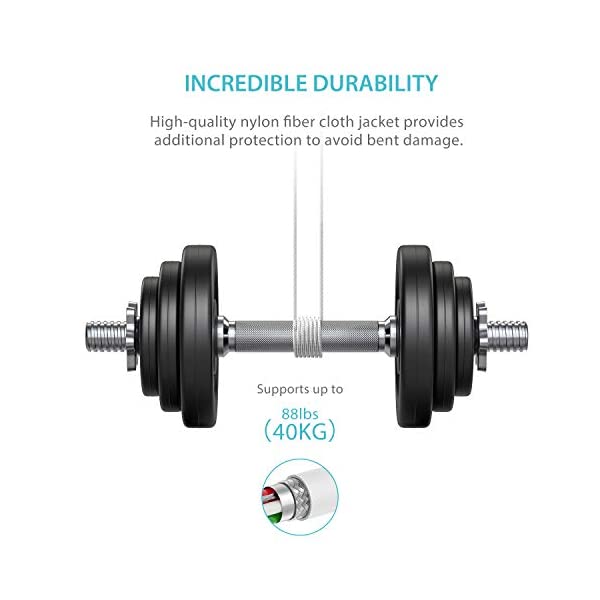 INCREDIBLE DURABILITY
High-quality nylon fiber cloth jacket provides
additional protection to avoid bent damage.
Supports up to
88lbs
(40KG)